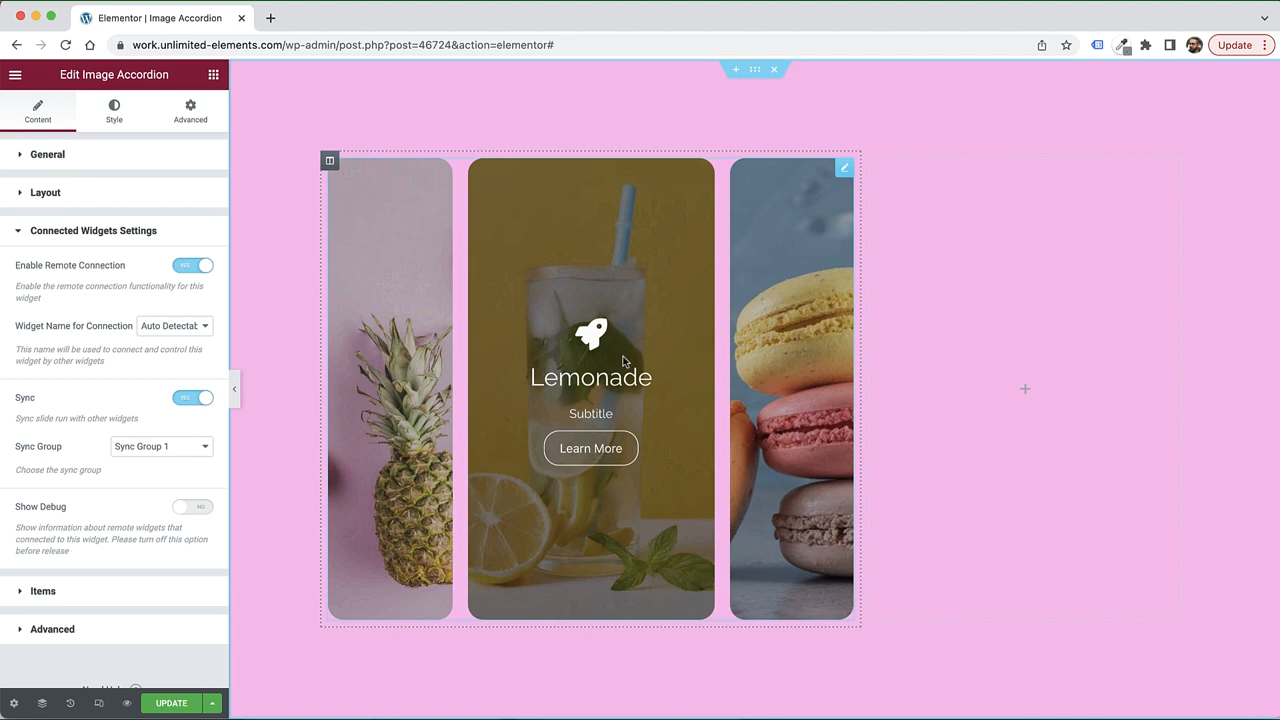 Elementor | Image Accordion
work.unlimited-elements.com/wp-admin/post.php?post=46724&action=elementor#
Update
Edit Image Accordion
Content
Style
Advanced
General
Layout
Connected Widgets Settings
Enable Remote Connection
YES
Enable the remote connection functionality for this
widget
Widget Name for Connection
Auto Detectab
This name will be used to connect and control this
widget by other widgets
Sync
YES
Sync slide run with other widgets
Sync Group
Sync Group 1
Choose the sync group
Show Debug
NO
Show information about remote widgets that
connected to this widget. Please turn off this option
before release
Items
Advanced
UPDATE
Lemonade
Subtitle
Learn More